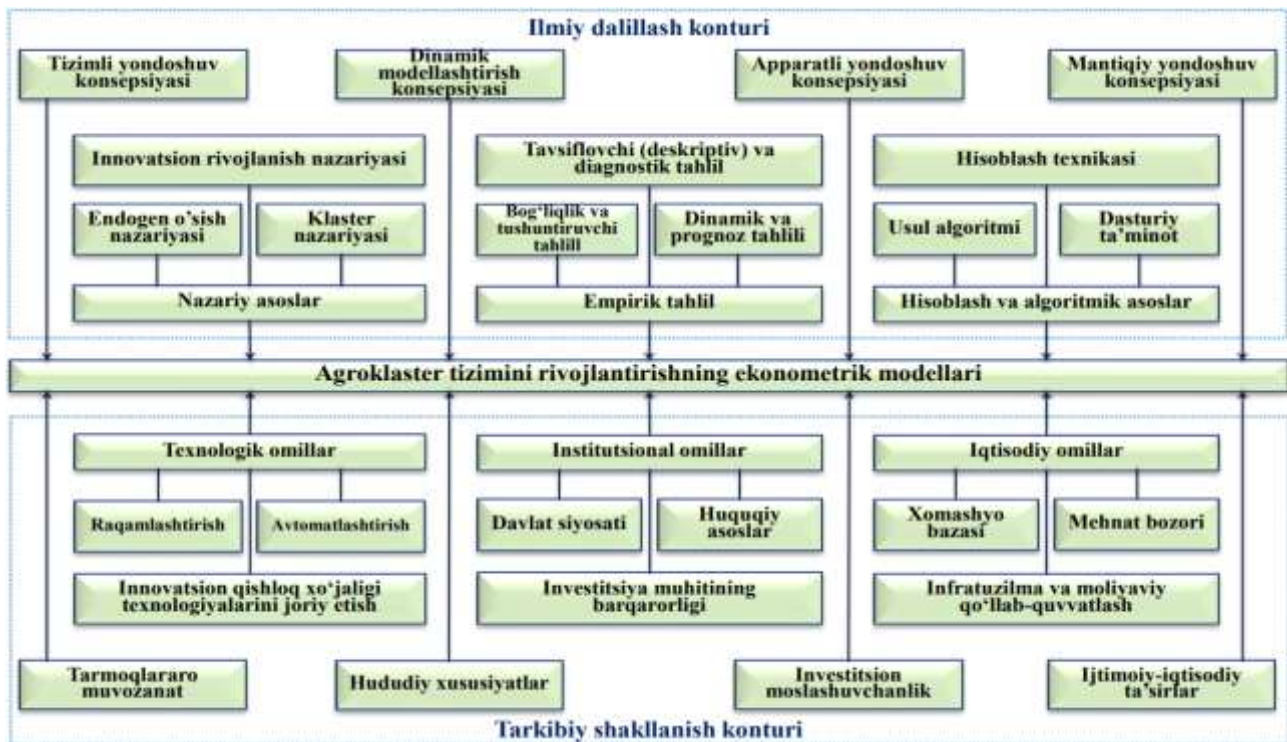 Ilmiy dalillash konturi
Tizimli yondoshuv
konsepsiyasi
Dinamik
modellashtirish
konsepsiyasi
Apparatli yondoshuv
konsepsiyasi
Mantiqiy yondoshuv
konsepsiyasi
Innovatsion rivojlanish nazariyasi
Tavsiflovchi (deskriptiv) va
diagnostik tahlil
Hisoblash texnikasi
Endogen o’sish
nazariyasi
Klaster
nazariyasi
Bog‘liqlik va
tushuntiruvchi
tahlill
Dinamik va
prognoz tahlili
Usul algoritmi
Dasturiy
ta’minot
Nazariy asoslar
Empirik tahlil
Hisoblash va algoritmik asoslar
Agroklaster tizimini rivojlantirishning ekonometrik modellari
Texnologik omillar
Institutsional omillar
Iqtisodiy omillar
Raqamlashtirish
Avtomatlashtirish
Davlat siyosati
Huquqiy
asoslar
Xomashyo
bazasi
Mehnat bozori
Innovatsion qishloq xo‘jaligi
texnologiyalarini joriy etish
Investitsiya muhitining
barqarorligi
Infratuzilma va moliyaviy
qo‘llab-quvvatlash
Tarmoqlararo
muvozanat
Hududiy xususiyatlar
Investitsion
moslashuvchanlik
Ijtimoiy-iqtisodiy
ta’sirlar
Tarkibiy shakllanish konturi